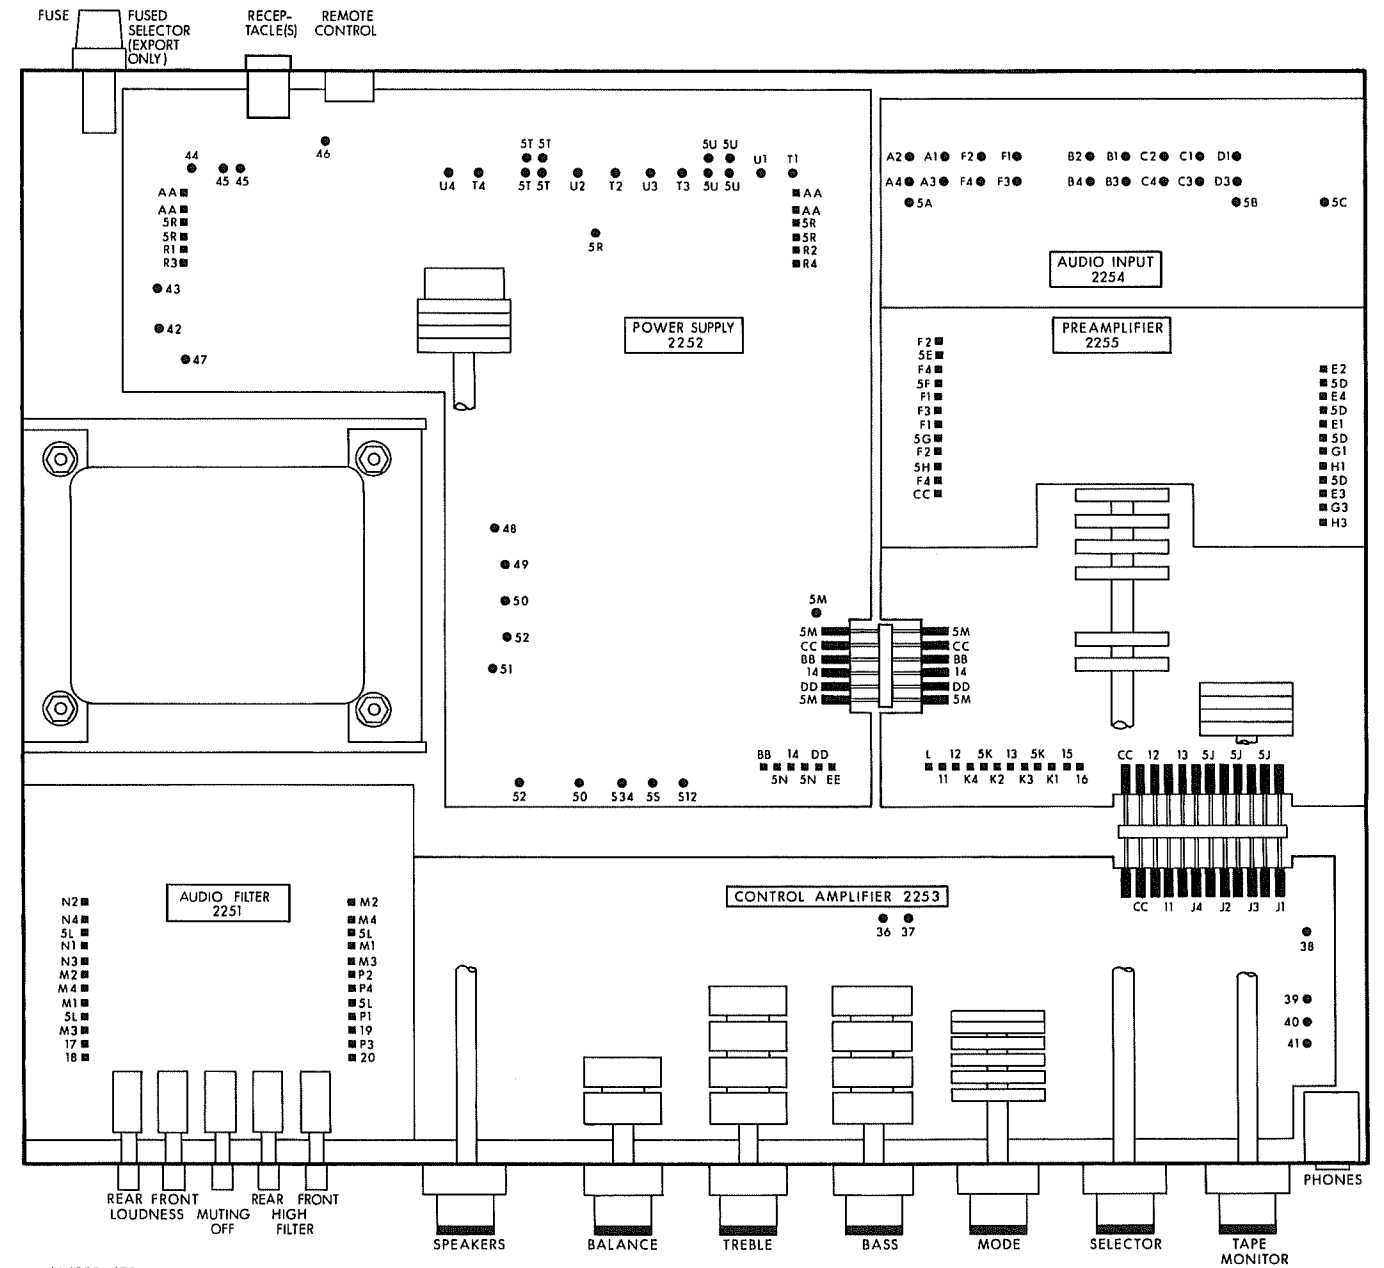 FUSE
FUSED
SELECTOR
(EXPORT
ONLY)
RECEP-
TACLE(S)
REMOTE
CONTROL
44
45 45
46
5T 5T
U4 T4 5T 5T U2 T2 U3 T3 5U 5U
5U 5U
U1 T1
AA
AA
5R
5R
R1
R3
43
42
47
5R
AA
AA
5R
5R
R2
R4
POWER SUPPLY
2252
A2 A1 F2 F1 B2 B1 C2 C1 D1
A4 A3 F4 F3 B4 B3 C4 C3 D3
5A 5B 5C
AUDIO INPUT
2254
PREAMPLIFIER
2255
F2
5E
F4
5F
F1
F3
F1
5G
F2
5H
F4
CC
E2
5D
E4
5D
E1
5D
G1
H1
5D
E3
G3
H3
48
49
50
52
51
5M
5M 5M
CC CC
BB BB
14 14
DD DD
5M 5M
BB 14 DD
5N 5N EE
52 50 534 5S 512
L 12 5K 13 5K 15
11 K4 K2 K3 K1 16
CC 12 13 5J 5J 5J
CC 11 J4 J2 J3 J1
AUDIO FILTER
2251
N2
N4
5L
N1
N3
M2
M4
M1
5L
M3
17
18
M2
M4
5L
M1
M3
P2
P4
5L
P1
19
P3
20
CONTROL AMPLIFIER 2253
36 37
38
39
40
41
REAR FRONT
LOUDNESS
MUTING
OFF
REAR FRONT
HIGH
FILTER
SPEAKERS
BALANCE
TREBLE
BASS
MODE
SELECTOR
TAPE
MONITOR
PHONES